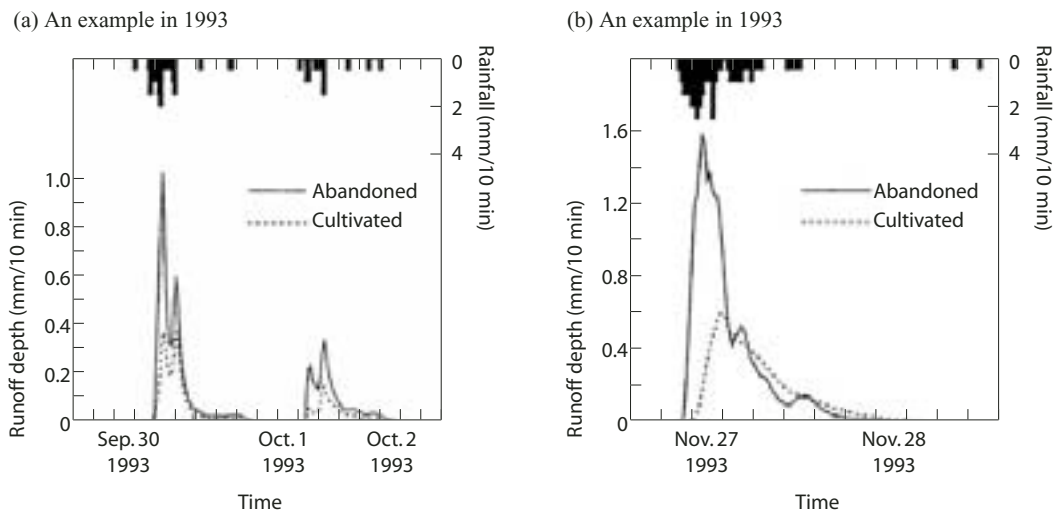 (a) An example in 1993
Runoff depth (mm/10 min)
1.0
0.8
0.6
0.4
0.2
0
0
2
4
Rainfall (mm/10 min)
Abandoned
Cultivated
Sep. 30
1993
Oct. 1
1993
Oct. 2
1993
Time
(b) An example in 1993
Runoff depth (mm/10 min)
1.6
1.2
0.8
0.4
0
0
2
4
Rainfall (mm/10 min)
Abandoned
Cultivated
Nov. 27
1993
Nov. 28
1993
Time